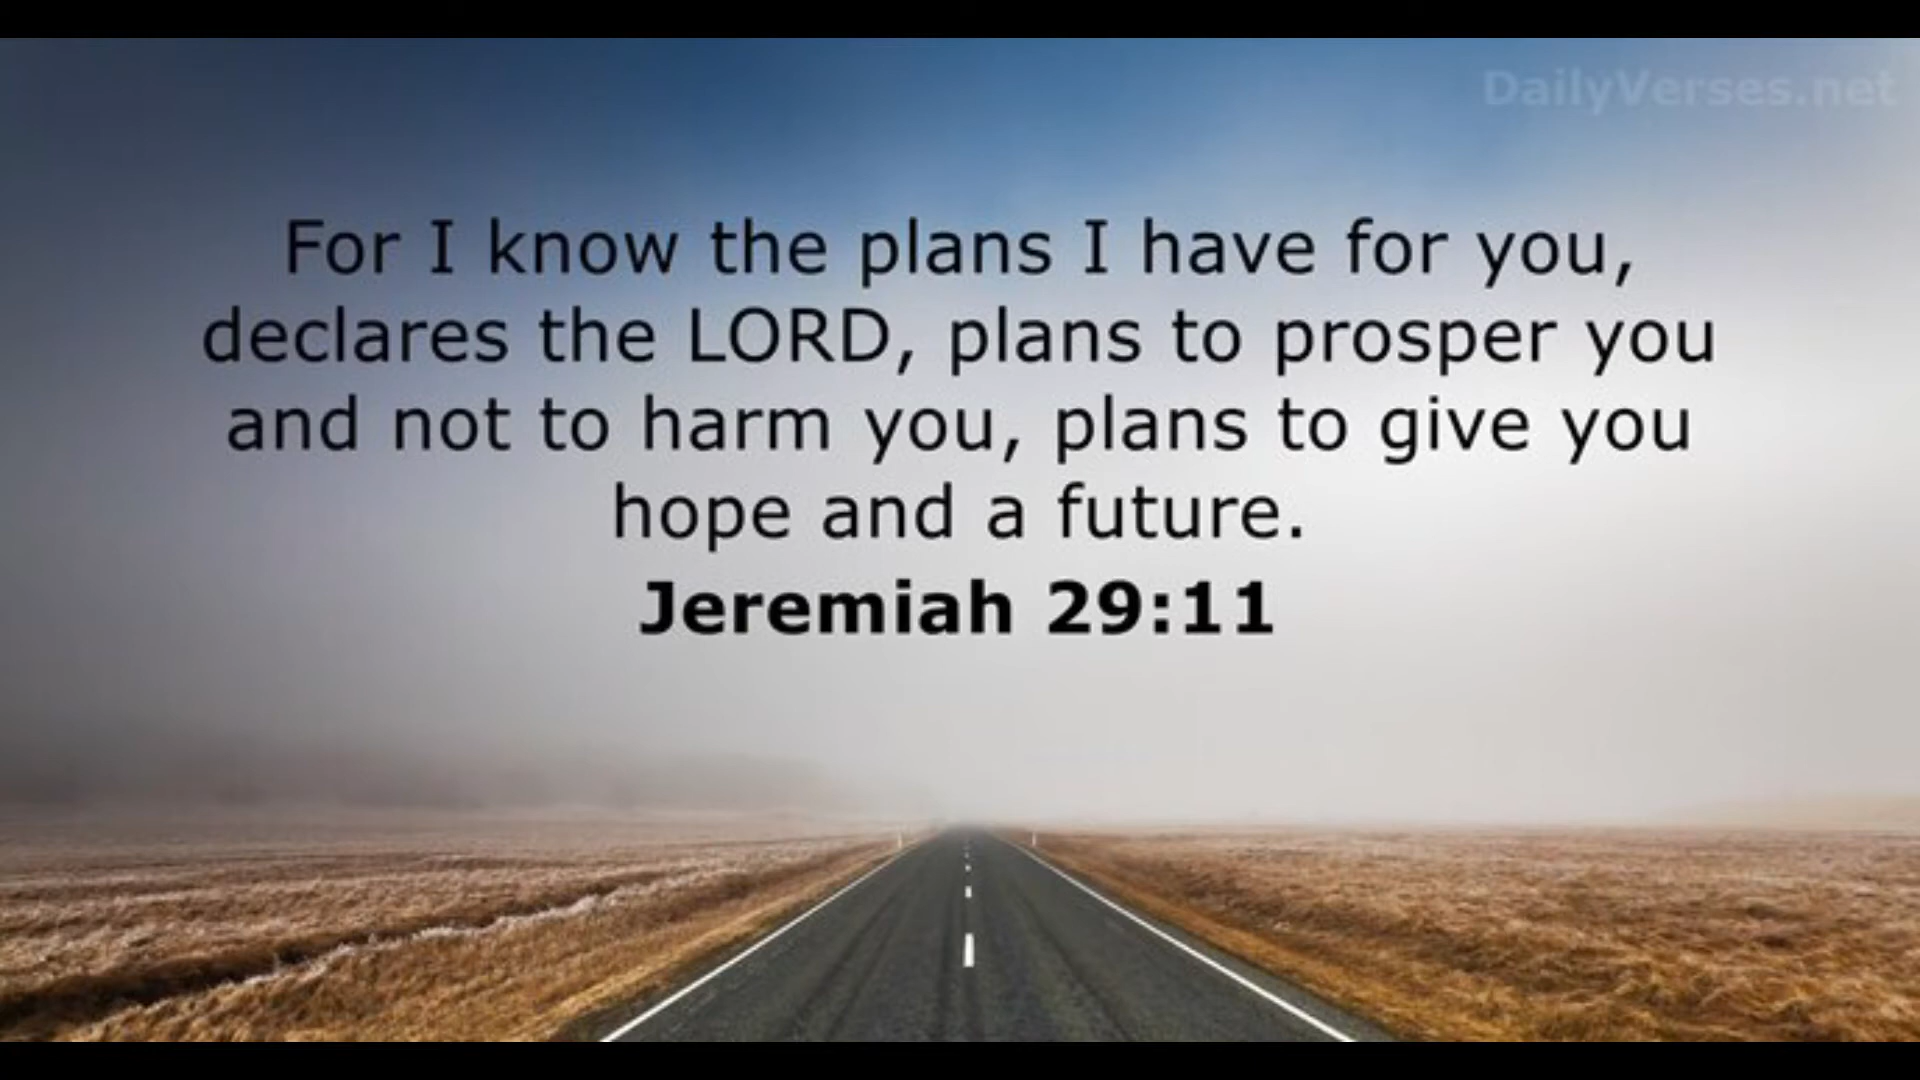 DailyVerses.net
For I know the plans I have for you,
declares the LORD, plans to prosper you
and not to harm you, plans to give you
hope and a future.
Jeremiah 29:11